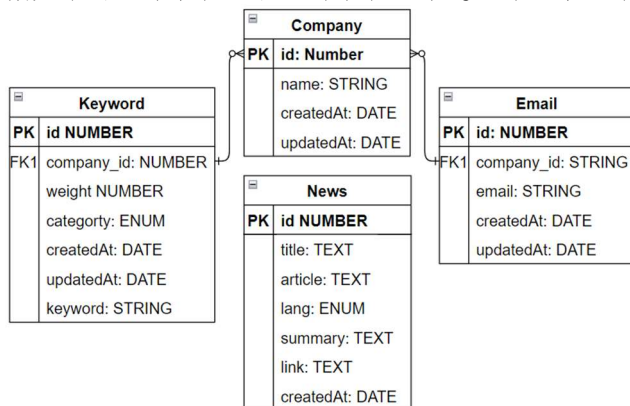 Company
PK id: Number
name: STRING
createdAt: DATE
updatedAt: DATE
Keyword
PK id NUMBER
FK1 company_id: NUMBER
weight NUMBER
categorty: ENUM
createdAt: DATE
updatedAt: DATE
keyword: STRING
News
PK id NUMBER
title: TEXT
article: TEXT
lang: ENUM
summary: TEXT
link: TEXT
createdAt: DATE
Email
PK id: NUMBER
FK1 company_id: STRING
email: STRING
createdAt: DATE
updatedAt: DATE